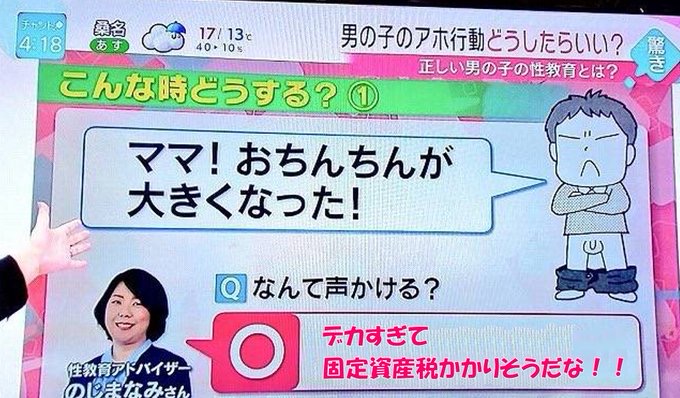 チャント!
4:18
桑名
あす
17/13℃
40▶10%
男の子のアホ行動どうしたらいい?
正しい男の子の性教育とは?
驚き
こんな時どうする?①
ママ!おちんちんが
大きくなった!
Q なんて声かける?
デカすぎて
固定資産税かかりそうだな!!
性教育アドバイザー
のじまなみさん